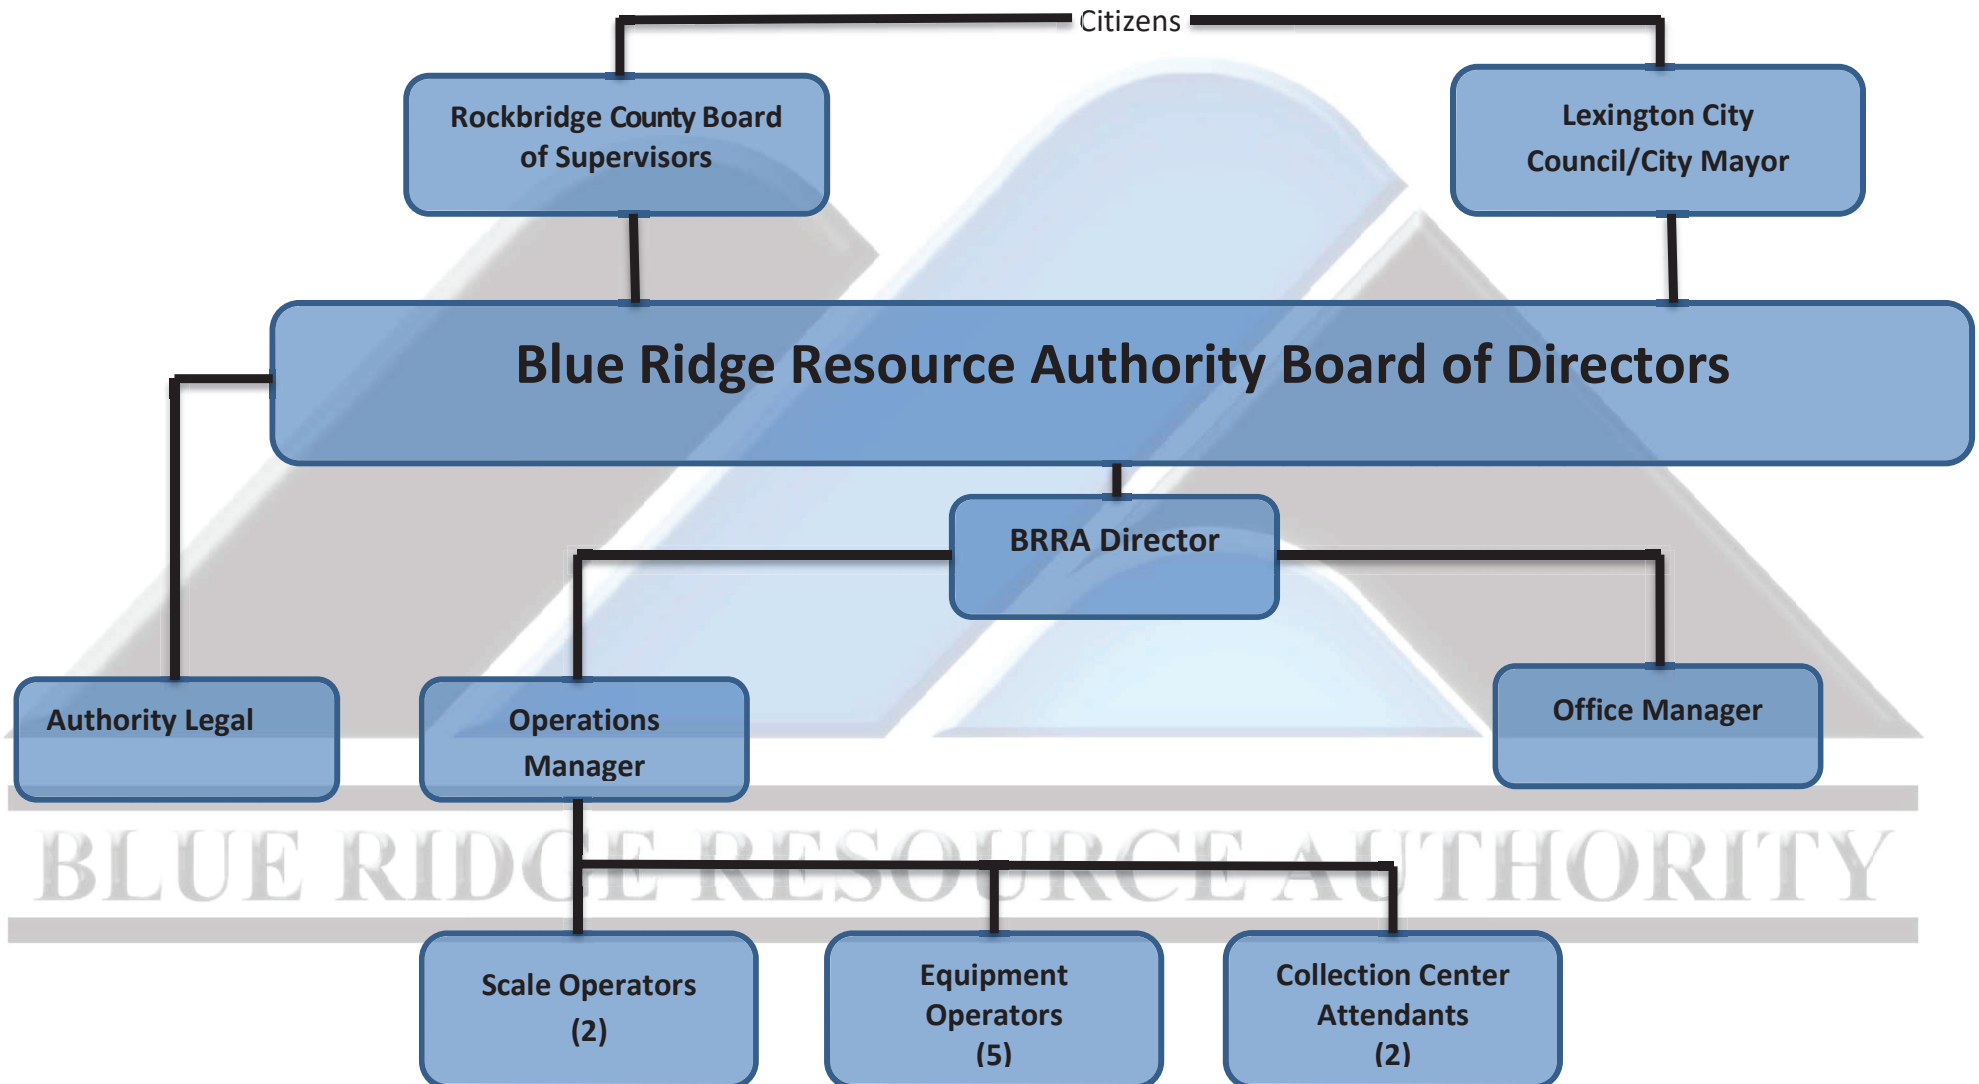 Citizens
Rockbridge County Board
of Supervisors
Lexington City
Council/City Mayor
Blue Ridge Resource Authority Board of Directors
BRRA Director
Authority Legal
Operations
Manager
Office Manager
BLUE RIDGE RESOURCE AUTHORITY
Scale Operators
(2)
Equipment
Operators
(5)
Collection Center
Attendants
(2)